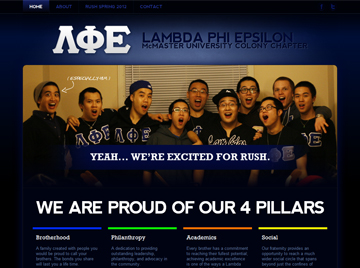 HOME ABOUT RUSH SPRING 2012 CONTACT
ΛΦΕ
LAMBDA PHI EPSILON
McMASTER UNIVERSITY COLONY CHAPTER
ΛΦΕ
YEAH... WE'RE EXCITED FOR RUSH.
WE ARE PROUD OF OUR 4 PILLARS
Brotherhood
A family created with people you
would be proud to call your
brothers. The bonds you share
will last you a life time.
Philanthropy
A dedication to providing
outstanding leadership,
philanthropy, and advocacy in
the community.
Academics
Every brother has a commitment
to reaching their fullest potential,
achieving academic excellence
is one of the ways a Lambda
Social
Our fraternity provides an
opportunity to reach a much
wider social circle that spans
beyond just the confines of